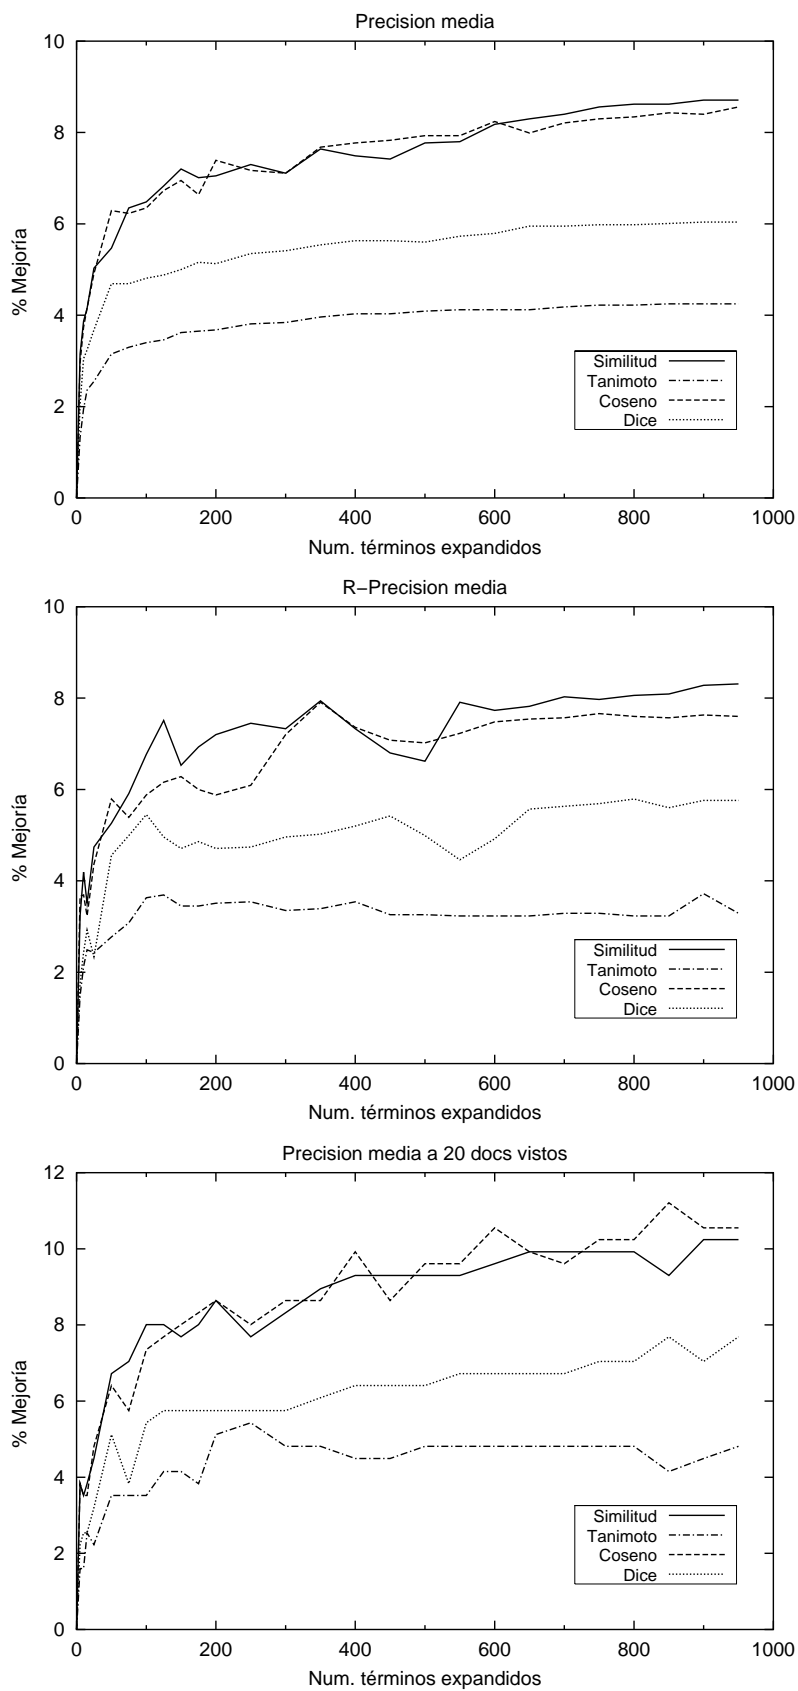 Precision media
10
8
6
4
2
0
% Mejoría
Similitud
Tanimoto
Coseno
Dice
0 200 400 600 800 1000
Num. términos expandidos
R−Precision media
10
8
6
4
2
0
% Mejoría
Similitud
Tanimoto
Coseno
Dice
0 200 400 600 800 1000
Num. términos expandidos
Precision media a 20 docs vistos
12
10
8
6
4
2
0
% Mejoría
Similitud
Tanimoto
Coseno
Dice
0 200 400 600 800 1000
Num. términos expandidos